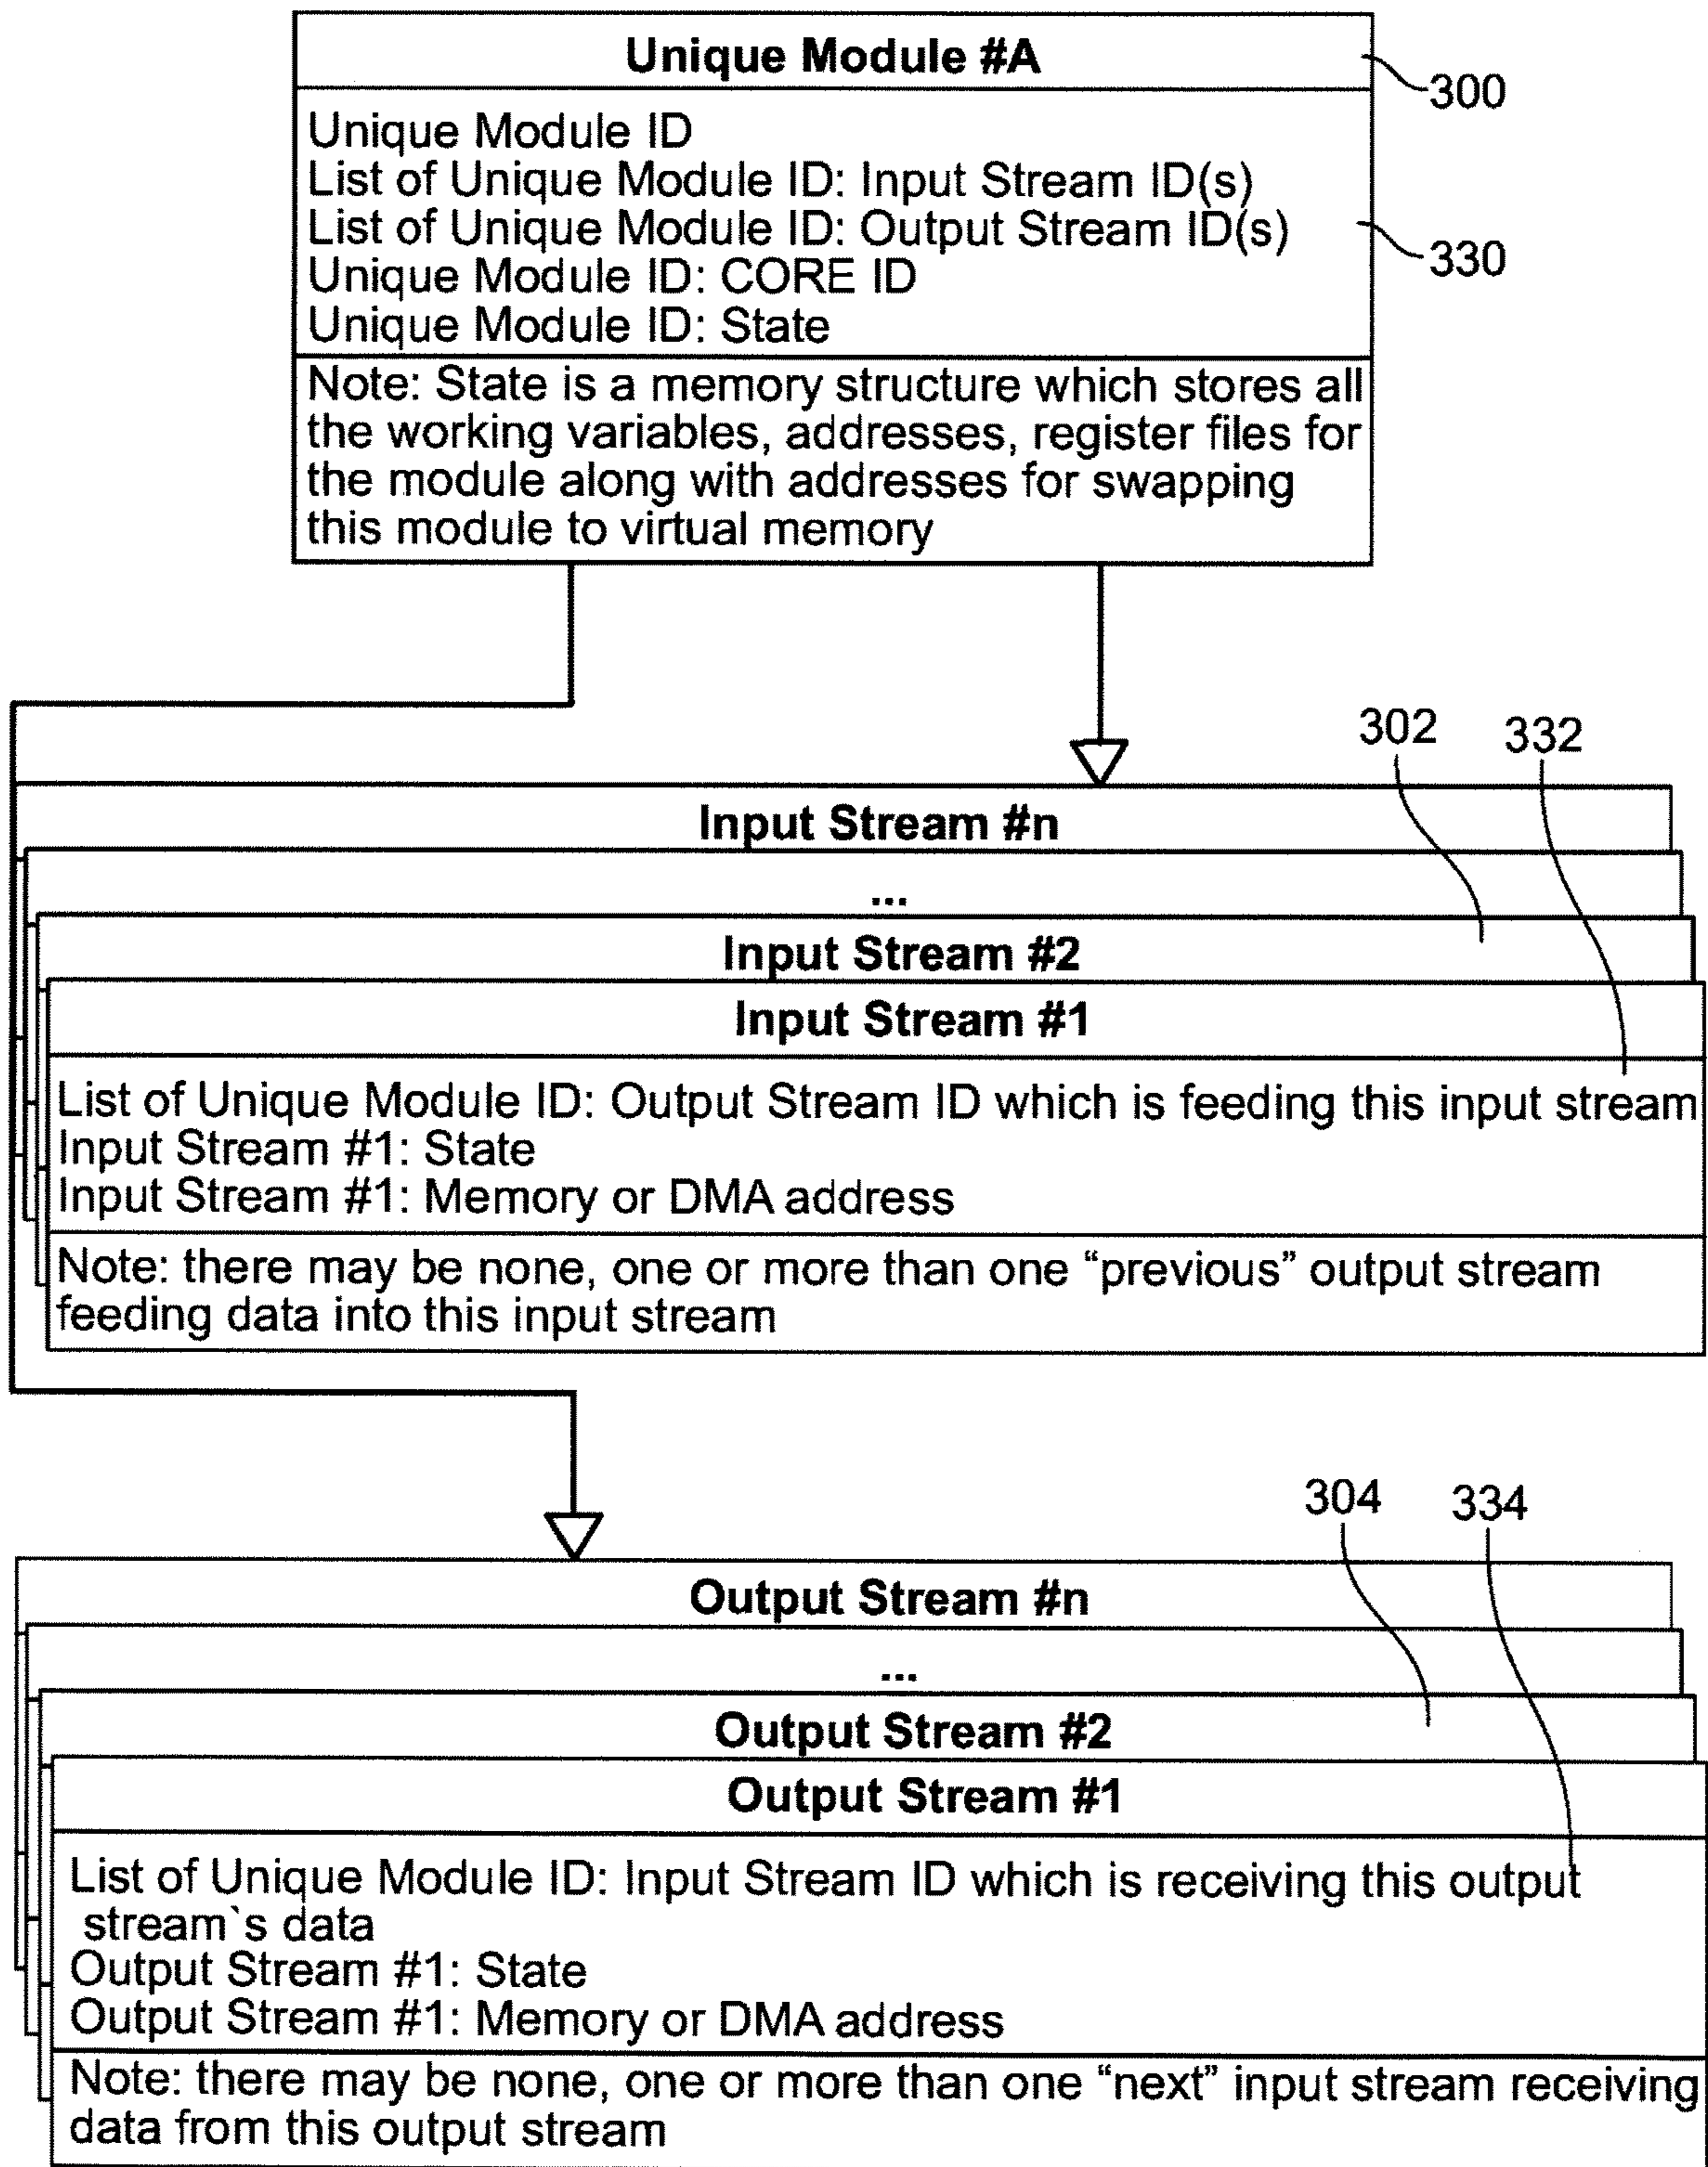 Unique Module #A
300
Unique Module ID
List of Unique Module ID: Input Stream ID(s)
List of Unique Module ID: Output Stream ID(s)
330
Unique Module ID: CORE ID
Unique Module ID: State
Note: State is a memory structure which stores all
the working variables, addresses, register files for
the module along with addresses for swapping
this module to virtual memory
302
332
Input Stream #n
...
Input Stream #2
Input Stream #1
List of Unique Module ID: Output Stream ID which is feeding this input stream
Input Stream #1: State
Input Stream #1: Memory or DMA address
Note: there may be none, one or more than one “previous” output stream
feeding data into this input stream
304
334
Output Stream #n
...
Output Stream #2
Output Stream #1
List of Unique Module ID: Input Stream ID which is receiving this output
stream`s data
Output Stream #1: State
Output Stream #1: Memory or DMA address
Note: there may be none, one or more than one “next” input stream receiving
data from this output stream